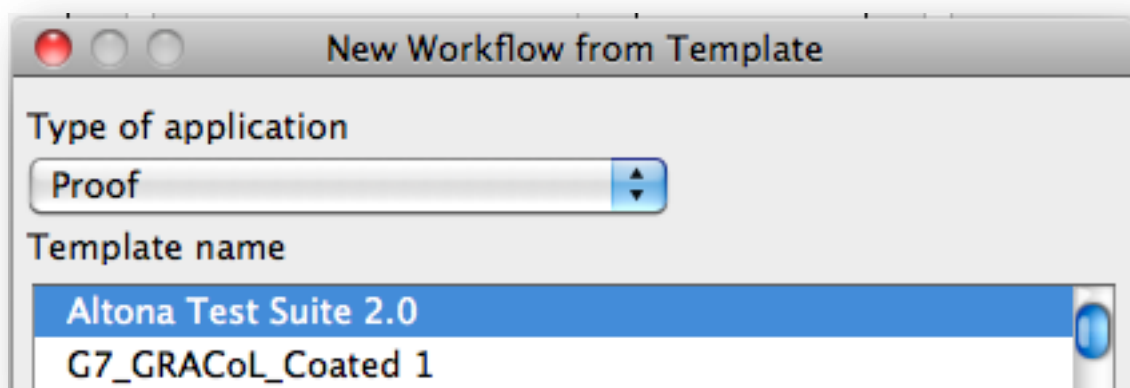 New Workflow from Template
Type of application
Proof
Template name
Altona Test Suite 2.0
G7_GRACoL_Coated 1